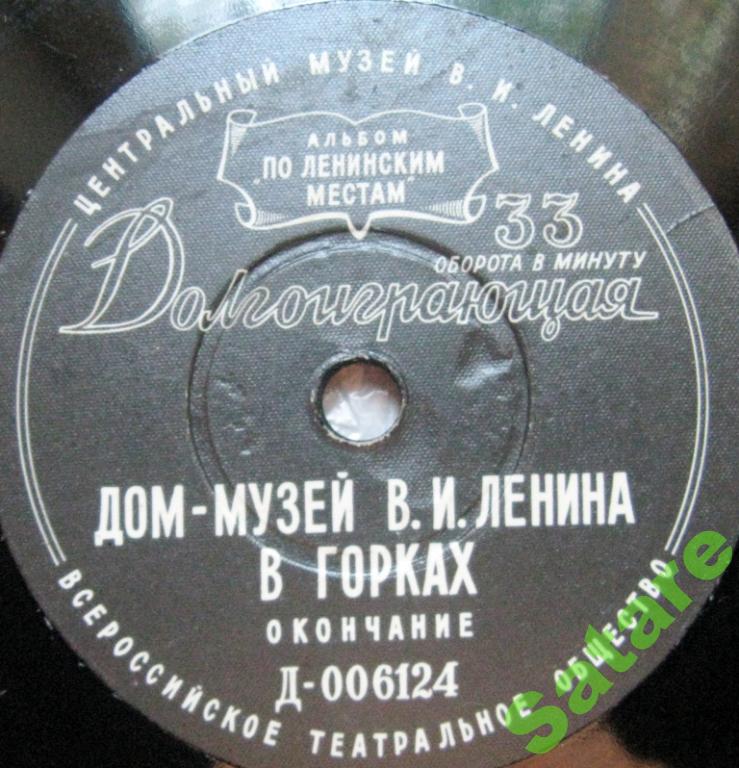 ЦЕНТРАЛЬНЫЙ МУЗЕЙ В. И. ЛЕНИНА
АЛЬБОМ
"ПО ЛЕНИНСКИМ
МЕСТАМ"
33
ОБОРОТА В МИНУТУ
Долгоиграющая
ДОМ-МУЗЕЙ В. И. ЛЕНИНА
В ГОРКАХ
ОКОНЧАНИЕ
Д-006124
ВСЕРОССИЙСКОЕ ТЕАТРАЛЬНОЕ ОБЩЕСТВО
Satare